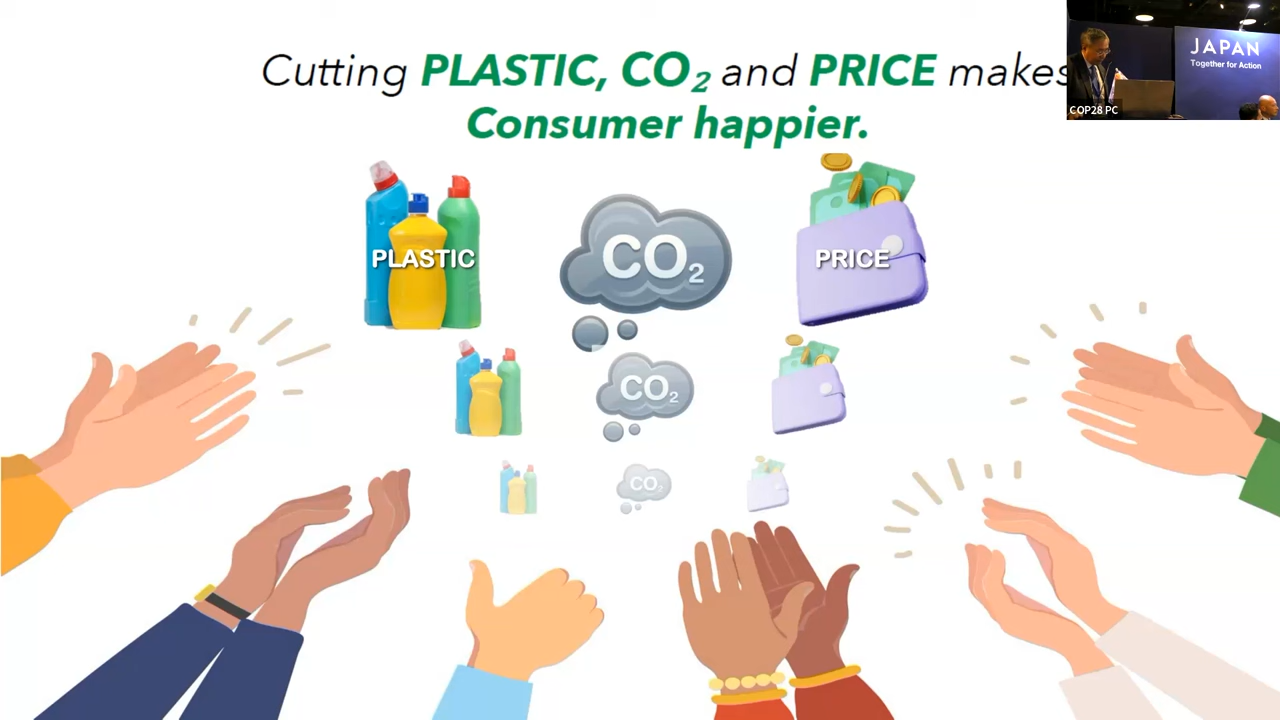 Cutting PLASTIC, CO₂ and PRICE makes
Consumer happier.
JAPAN
Together for Action
COP28 PC
PLASTIC
CO₂
PRICE
CO₂
CO₂